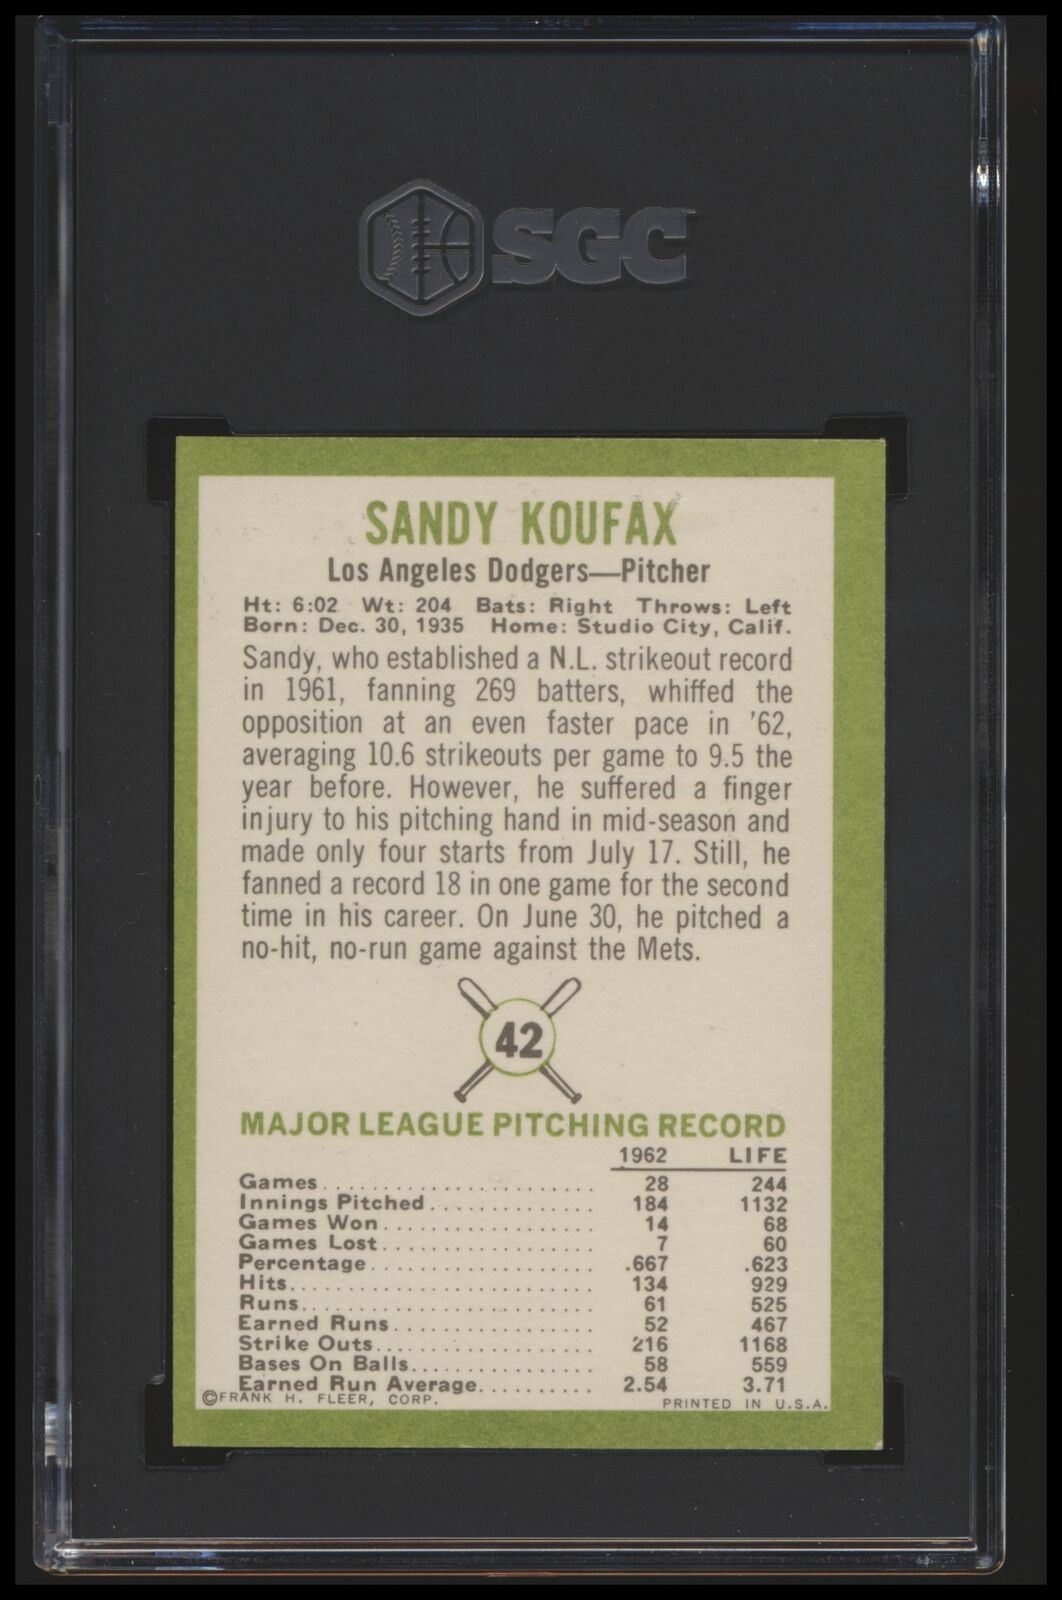 SGC
SANDY KOUFAX
Los Angeles Dodgers—Pitcher
Ht: 6:02 Wt: 204 Bats: Right Throws: Left
Born: Dec. 30, 1935 Home: Studio City, Calif.
Sandy, who established a N.L. strikeout record
in 1961, fanning 269 batters, whiffed the
opposition at an even faster pace in '62,
averaging 10.6 strikeouts per game to 9.5 the
year before. However, he suffered a finger
injury to his pitching hand in mid-season and
made only four starts from July 17. Still, he
fanned a record 18 in one game for the second
time in his career. On June 30, he pitched a
no-hit, no-run game against the Mets.
42
MAJOR LEAGUE PITCHING RECORD
1962 LIFE
Games........................ 28 244
Innings Pitched.............. 184 1132
Games Won.................. 14 68
Games Lost.................. 7 60
Percentage................... .667 .623
Hits.......................... 134 929
Runs......................... 61 525
Earned Runs................. 52 467
Strike Outs................... 216 1168
Bases On Balls............... 58 559
Earned Run Average.......... 2.54 3.71
©FRANK H. FLEER, CORP. PRINTED IN U.S.A.